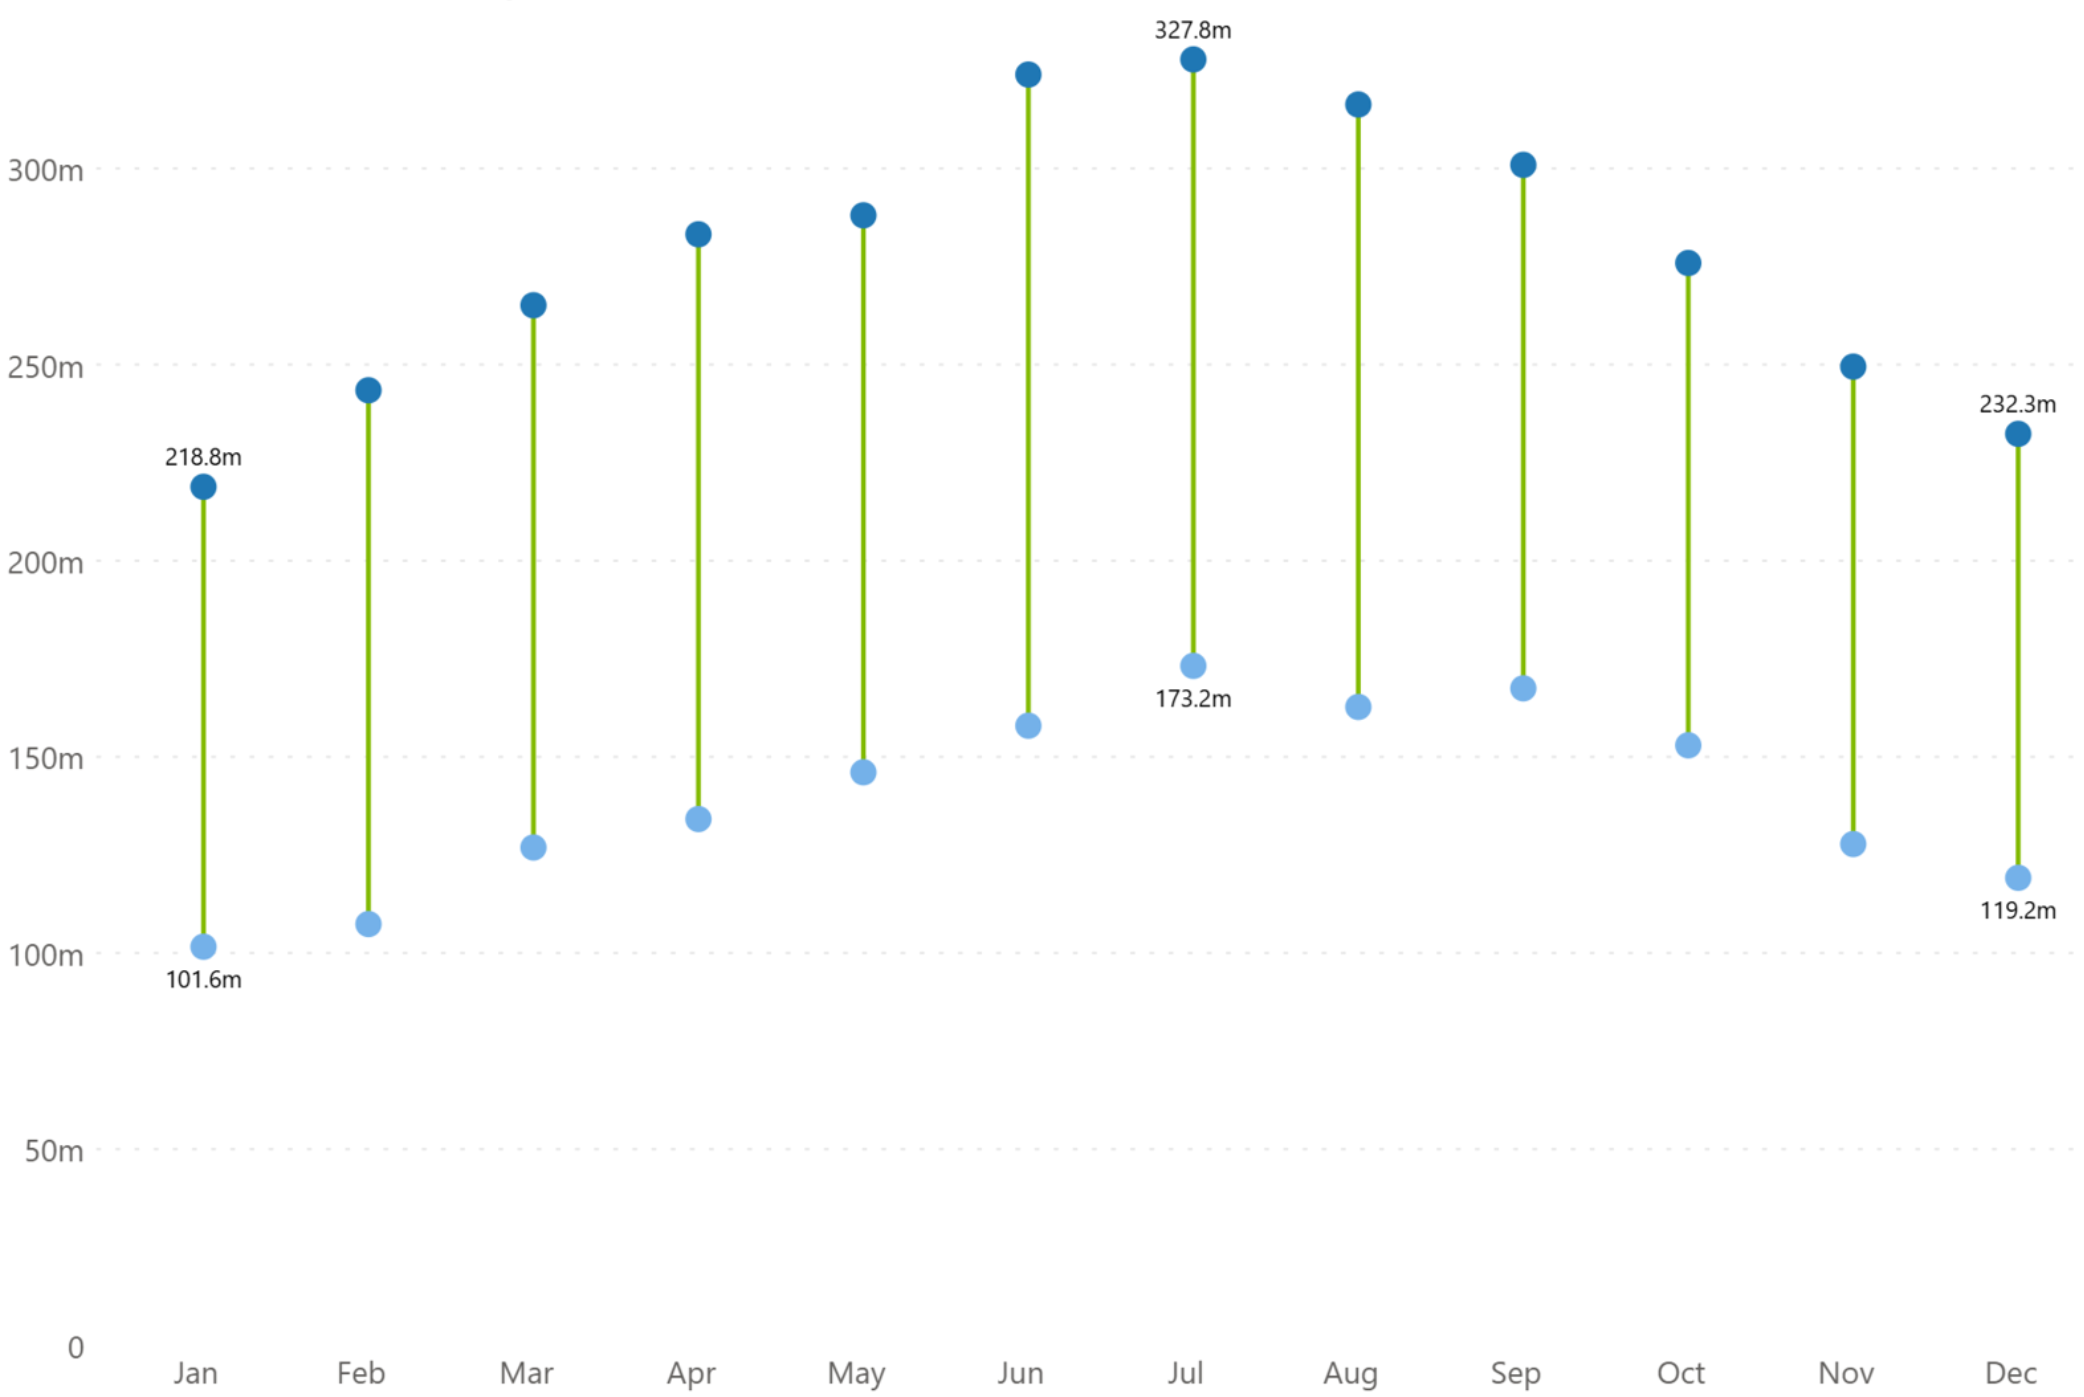 327.8m
300m
250m
232.3m
218.8m
200m
173.2m
150m
119.2m
100m
101.6m
50m
0
Jan Feb Mar Apr May Jun Jul Aug Sep Oct Nov Dec